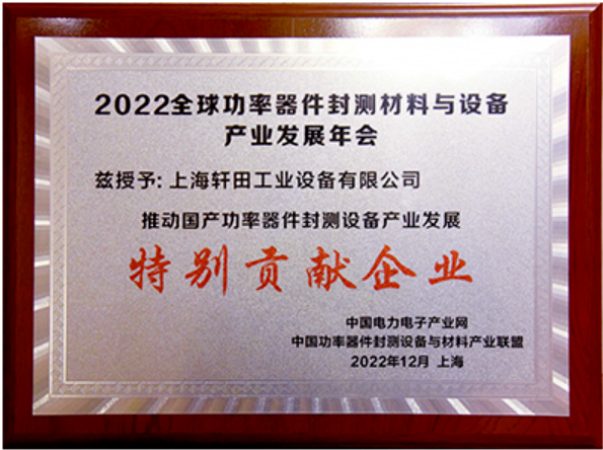 2022全球功率器件封测材料与设备
产业发展年会
兹授予: 上海轩田工业设备有限公司
推动国产功率器件封测设备产业发展
特别贡献企业
中国电力电子产业网
中国功率器件封测设备与材料产业联盟
2022年12月 上海